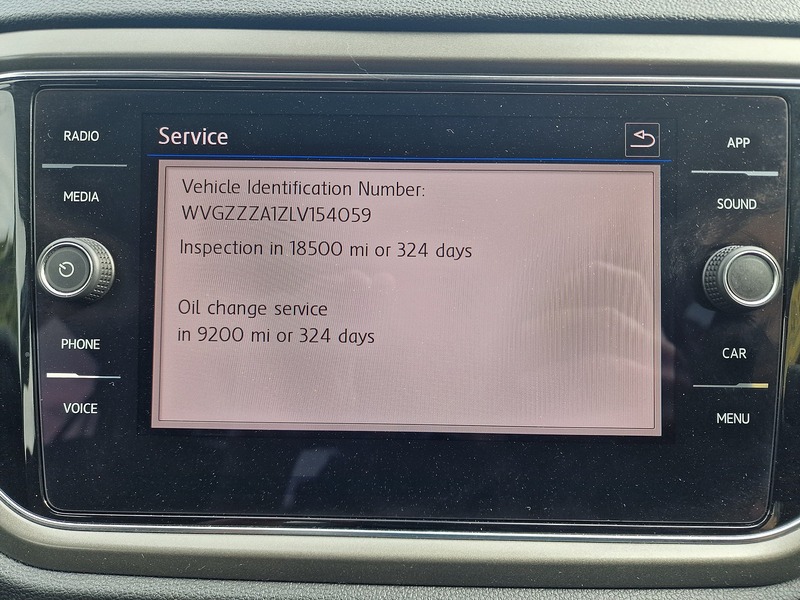 RADIO
MEDIA
PHONE
VOICE
Service
Vehicle Identification Number:
WVGZZZA1ZLV154059
Inspection in 18500 mi or 324 days
Oil change service
in 9200 mi or 324 days
APP
SOUND
CAR
MENU